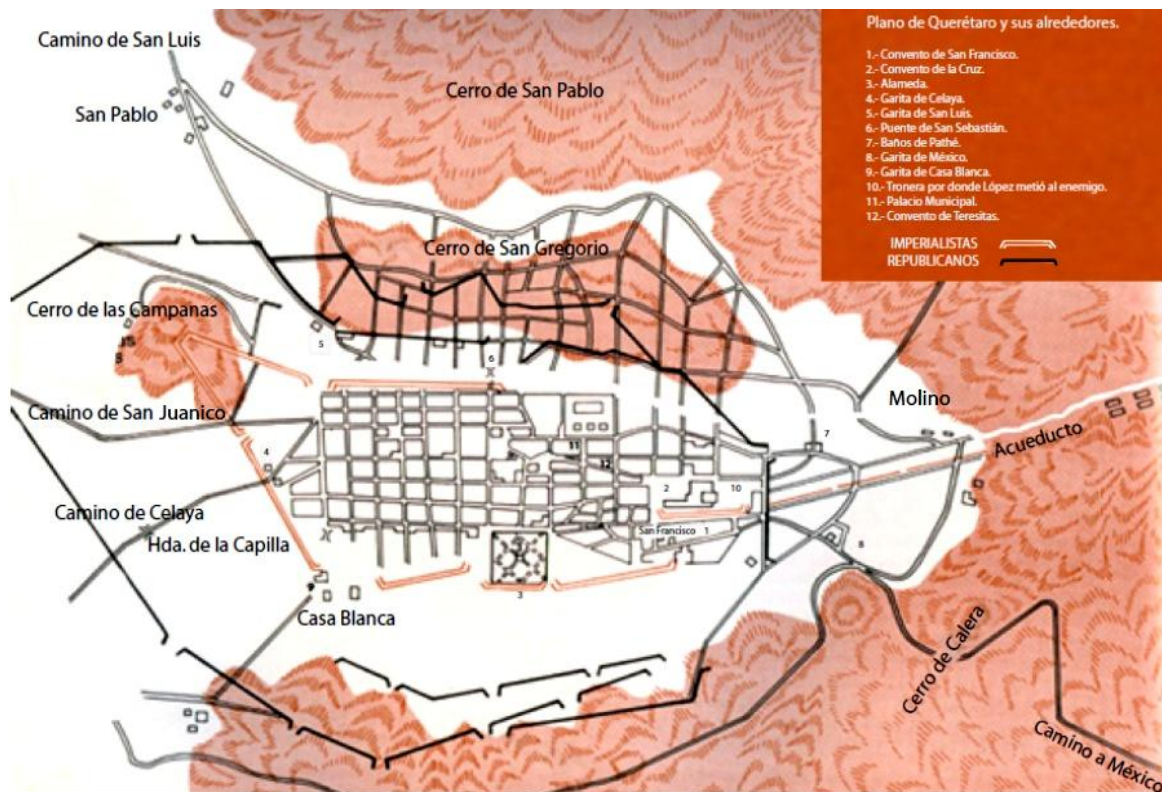 Plano de Querétaro y sus alrededores.
1.- Convento de San Francisco.
2.- Convento de la Cruz.
3.- Alameda.
4.- Garita de Celaya.
5.- Garita de San Luis.
6.- Puente de San Sebastián.
7.- Baños de Pathé.
8.- Garita de México.
9.- Garita de Casa Blanca.
10.- Tronera por donde López metió al enemigo.
11.- Palacio Municipal.
12.- Convento de Teresitas.
IMPERIALISTAS
REPUBLICANOS
Camino de San Luis
Cerro de San Pablo
San Pablo
Cerro de San Gregorio
Cerro de las Campanas
5
6
Molino
Camino de San Juanico
7
11
Acueducto
4
12
2
10
Camino de Celaya
San Francisco 1
Hda. de la Capilla
8
3
Casa Blanca
Cerro de Calera
Camino a México